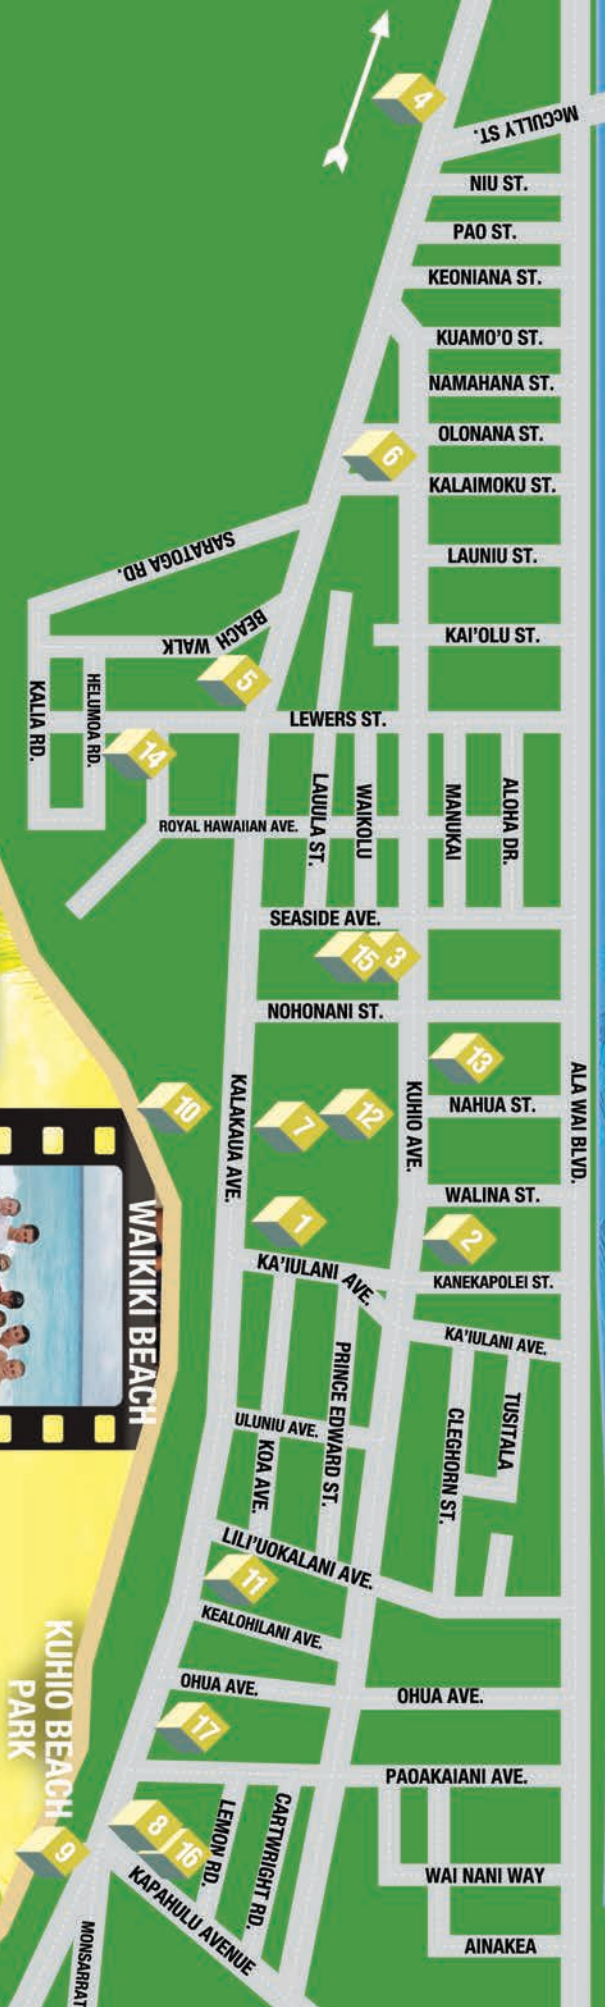 4
McCULLY ST.
NIU ST.
PAO ST.
KEONIANA ST.
KUAMO'O ST.
NAMAHANA ST.
OLONANA ST.
6
KALAIMOKU ST.
SARATOGA RD.
LAUNIU ST.
BEACH WALK
KAI'OLU ST.
5
KALIA RD.
HELUMOA RD.
LEWERS ST.
14
LAUULA ST.
WAIKOLU
MANUKAI
ALOHA DR.
ROYAL HAWAIIAN AVE.
SEASIDE AVE.
15
3
NOHONANI ST.
13
10
KALAKAUA AVE.
7
12
KUHIO AVE.
NAHUA ST.
ALA WAI BLVD.
WALINA ST.
1
2
WAIKIKI BEACH
KA'IULANI AVE.
KANEKAPOLEI ST.
KA'IULANI AVE.
PRINCE EDWARD ST.
CLEGHORN ST.
TUSITALA
ULUNIU AVE.
KOA AVE.
LILI'UOKALANI AVE.
11
KEALOHILANI AVE.
KUHIO BEACH
PARK
OHUA AVE.
OHUA AVE.
17
PAOAKAIANI AVE.
8/16
LEMON RD.
CARTWRIGHT RD.
9
KAPAHULU AVENUE
WAI NANI WAY
AINAKEA
MONSARRAT